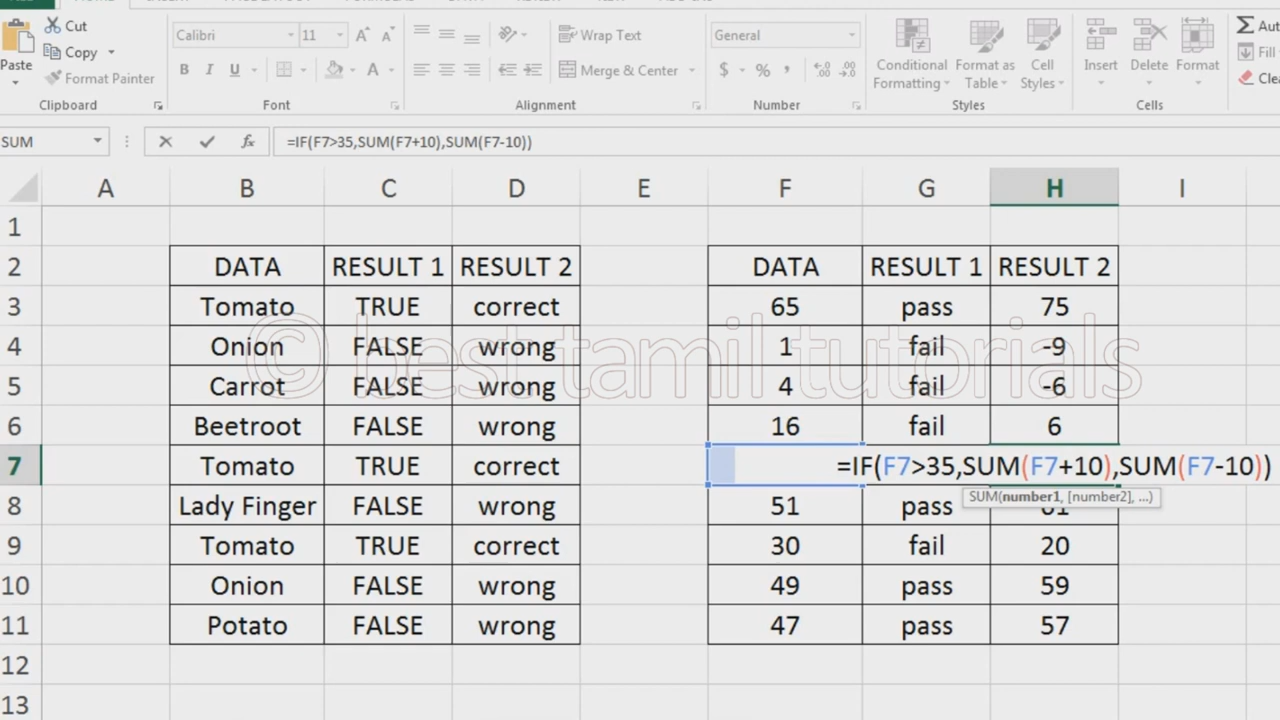 Cut
Calibri 11 Wrap Text General
Copy
Paste Format Painter B I U Merge & Center $ % Conditional Formatting Format as Table Cell Styles Insert Delete Format Fill
Clipboard Font Alignment Number Styles Cells
SUM fx =IF(F7>35,SUM(F7+10),SUM(F7-10))
A B C D E F G H I
1
2 DATA RESULT 1 RESULT 2 DATA RESULT 1 RESULT 2
3 Tomato TRUE correct 65 pass 75
4 Onion FALSE wrong 1 fail -9
© best tamil tutorials
5 Carrot FALSE wrong 4 fail -6
6 Beetroot FALSE wrong 16 fail 6
7 Tomato TRUE correct =IF(F7>35,SUM(F7+10),SUM(F7-10))
SUM(number1, [number2], ...)
8 Lady Finger FALSE wrong 51 pass 61
9 Tomato TRUE correct 30 fail 20
10 Onion FALSE wrong 49 pass 59
11 Potato FALSE wrong 47 pass 57
12
13